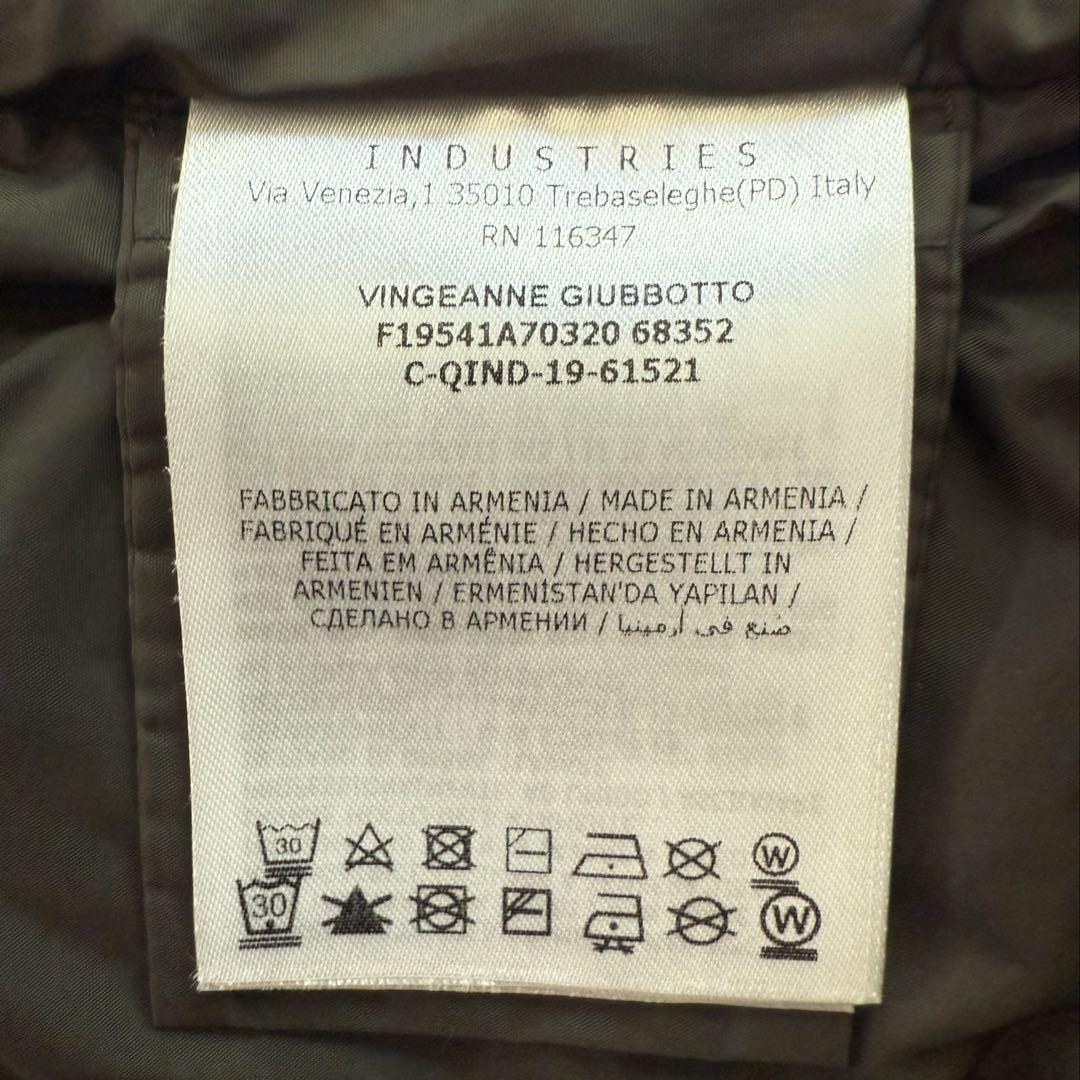 INDUSTRIES
Via Venezia,1 35010 Trebaseleghe(PD) Italy
RN 116347
VINGEANNE GIUBBOTTO
F19541A70320 68352
C-QIND-19-61521
FABBRICATO IN ARMENIA / MADE IN ARMENIA /
FABRIQUÉ EN ARMÉNIE / HECHO EN ARMENIA /
FEITA EM ARMÊNIA / HERGESTELLT IN
ARMENIEN / ERMENİSTAN'DA YAPILAN /
СДЕЛАНО В АРМЕНИИ / صُنع في أرمينيا
30 W
30 W